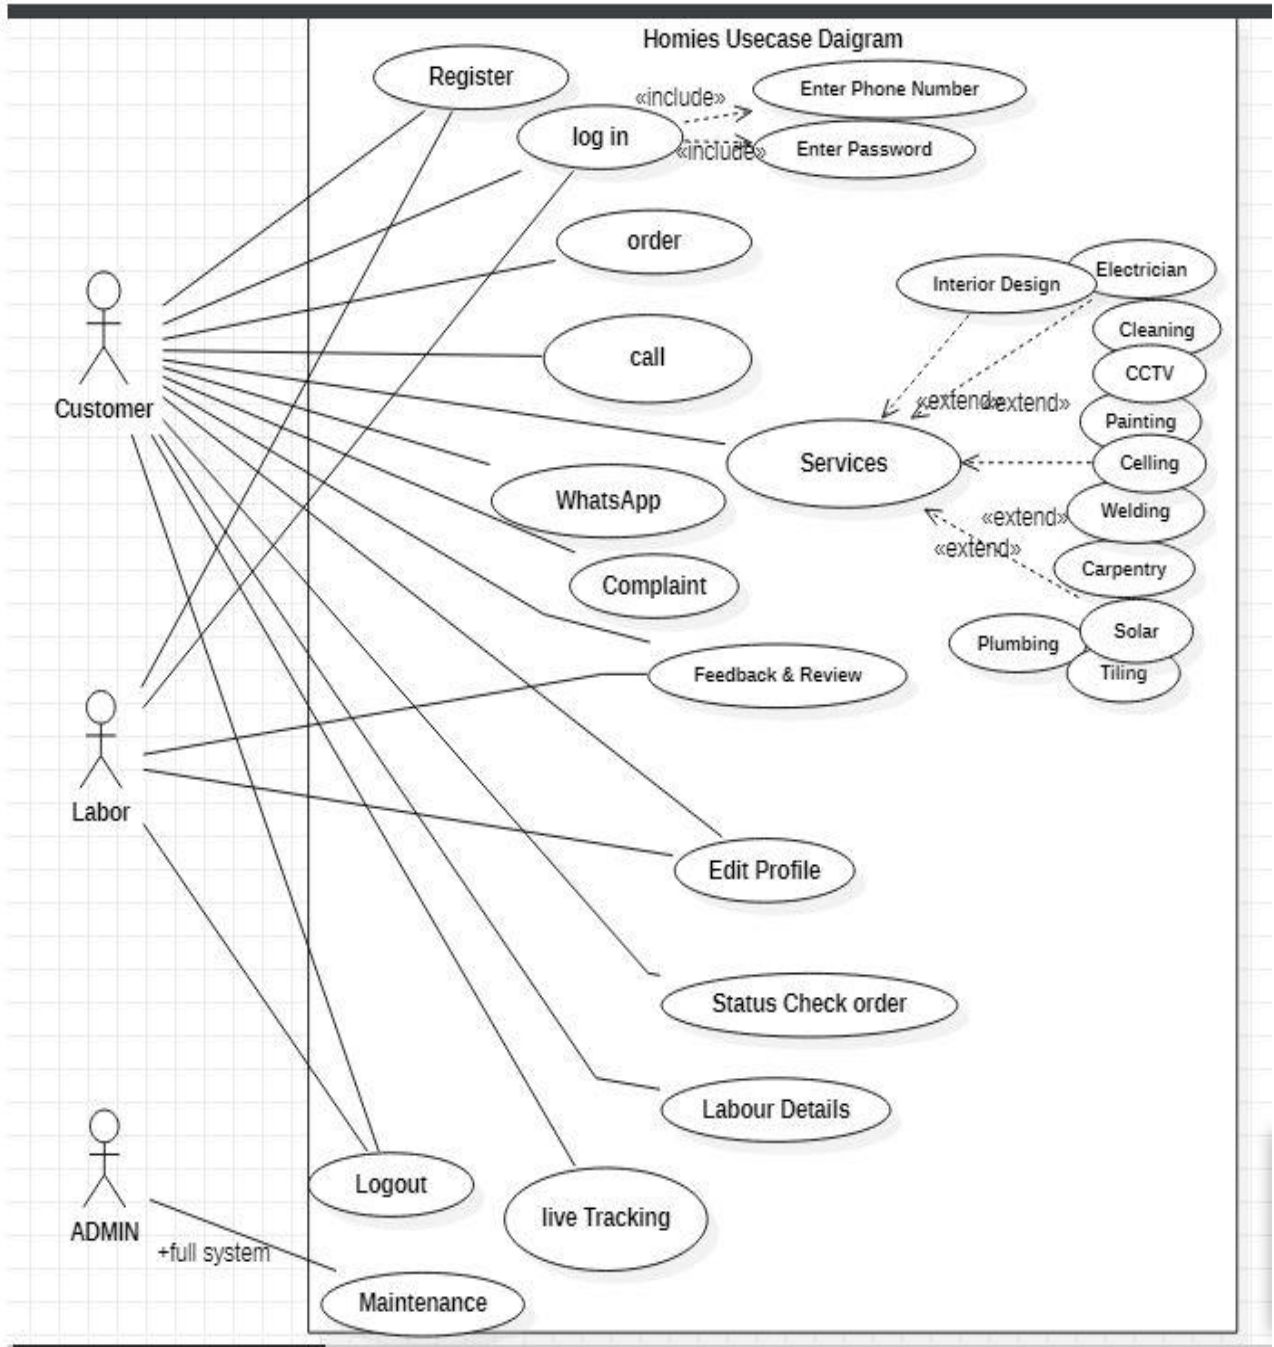 Homies Usecase Daigram
Register
«include»
Enter Phone Number
log in
«include»
Enter Password
order
Interior Design
Electrician
Cleaning
call
CCTV
Customer
«extend»
«extend»
Painting
Services
Celling
WhatsApp
Welding
«extend»
«extend»
Carpentry
Complaint
Solar
Plumbing
Feedback & Review
Tiling
Labor
Edit Profile
Status Check order
Labour Details
Logout
live Tracking
ADMIN
+full system
Maintenance